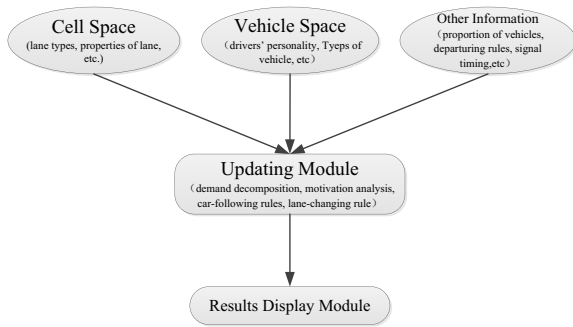 Cell Space
(lane types, properties of lane,
etc.)
Vehicle Space
(drivers' personality, Tyeps of
vehicle, etc）
Other Information
（proportion of vehicles,
departuring rules, signal
timing,etc）
Updating Module
（demand decomposition, motivation analysis,
car-following rules, lane-changing rule）
Results Display Module